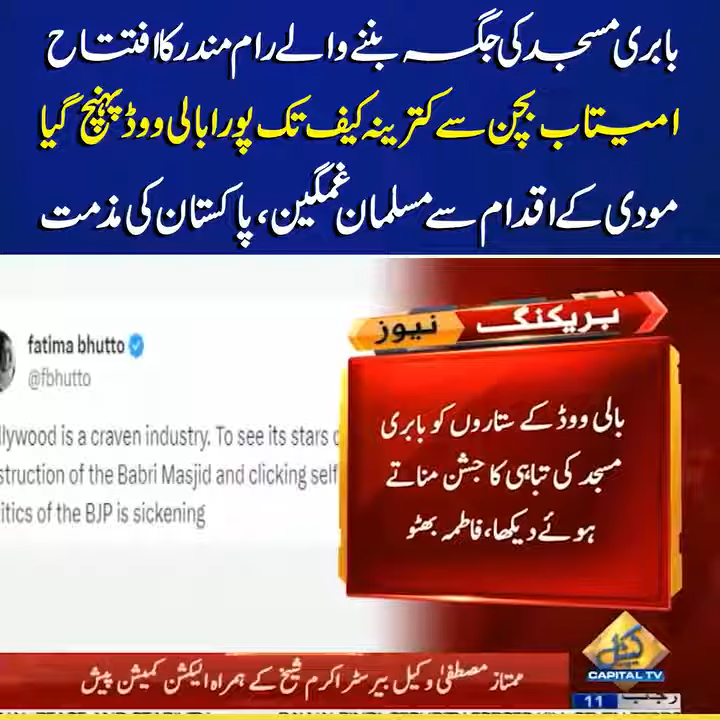 بابری مسجد کی جگہ بننے والے رام مندر کا افتتاح
امیتابھ بچن سے کترینہ کیف تک پورا بالی ووڈ پہنچ گیا
مودی کے اقدام سے مسلمان غمگین، پاکستان کی مذمت
fatima bhutto
@fbhutto
llywood is a craven industry. To see its stars c
struction of the Babri Masjid and clicking self
itics of the BJP is sickening
بریکنگ نیوز
بالی ووڈ کے ستاروں کو بابری
مسجد کی تباہی کا جشن مناتے
ہوئے دیکھا، فاطمہ بھٹو
کیپیٹل
CAPITAL TV
ممتاز مصطفیٰ وکیل بیرسٹر اکرم شیخ کے ہمراہ الیکشن کمیشن پیش
11 رجب